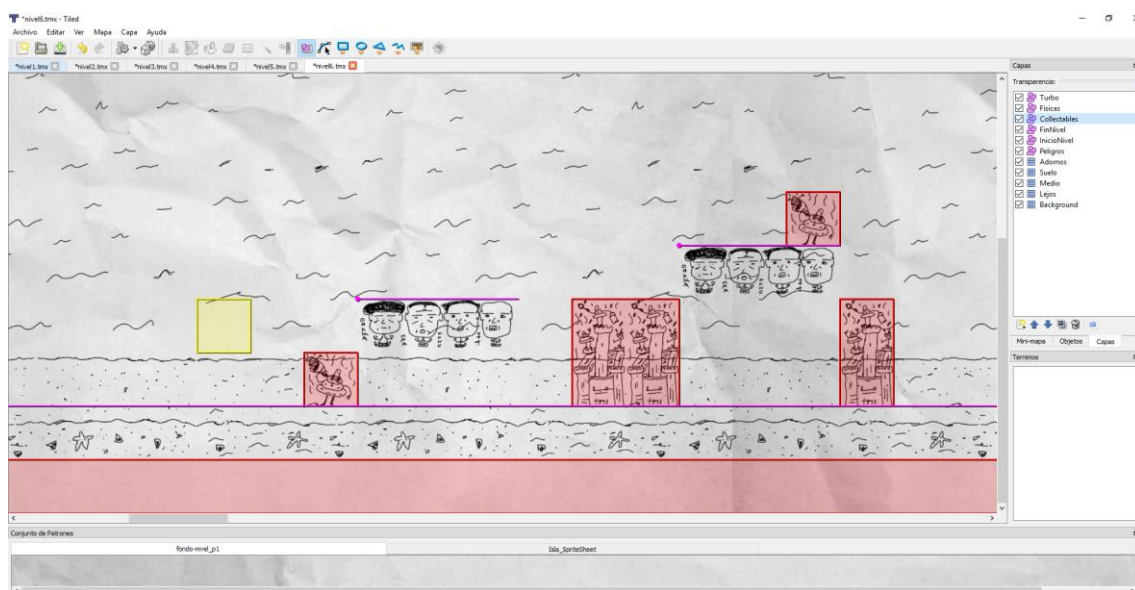 *nivel6.tmx - Tiled
Archivo Editar Ver Mapa Capa Ayuda
*nivel1.tmx *nivel2.tmx *nivel3.tmx *nivel4.tmx *nivel5.tmx *nivel6.tmx
Capas
Transparencia:
Turbo
Fisicas
Collectables
FinNivel
InicioNivel
Peligros
Adornos
Suelo
Medio
Lejos
Background
Mini-mapa Objetos Capas
Terrenos
Conjunto de Patrones
fondo-nivel_p1 Isla_SpriteSheet